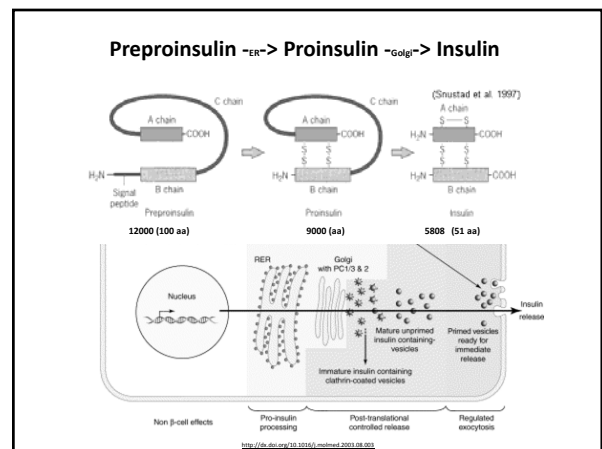 Preproinsulin -ER-> Proinsulin -Golgi-> Insulin
(Snustad et al. 1997)
C chain
C chain
A chain
A chain
A chain
S S
COOH
COOH
H₂N
COOH
S S
S S
S S
S S
H₂N
H₂N
H₂N
COOH
B chain
B chain
B chain
Signal
peptide
Preproinsulin
Proinsulin
Insulin
12000 (100 aa)
9000 (aa)
5808 (51 aa)
RER
Golgi
with PC1/3 & 2
Nucleus
Insulin
release
Mature unprimed
insulin containing-
vesicles
Primed vesicles
ready for
immediate
release
Immature insulin containing
clathrin-coated vesicles
Non β-cell effects
Pro-insulin
processing
Post-translational
controlled release
Regulated
exocytosis
http://dx.doi.org/10.1016/j.molmed.2003.08.003